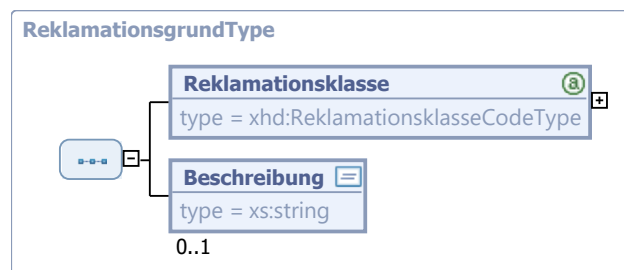 ReklamationsgrundType
Reklamationsklasse
type = xhd:ReklamationsklasseCodeType
Beschreibung
type = xs:string
0..1